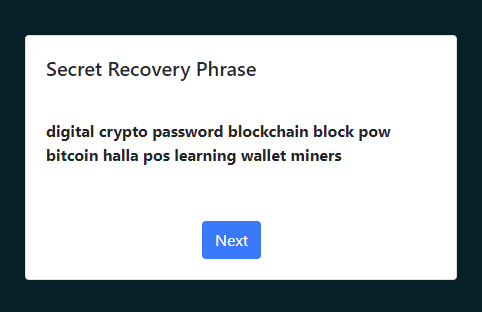 Secret Recovery Phrase
digital crypto password blockchain block pow
bitcoin halla pos learning wallet miners
Next